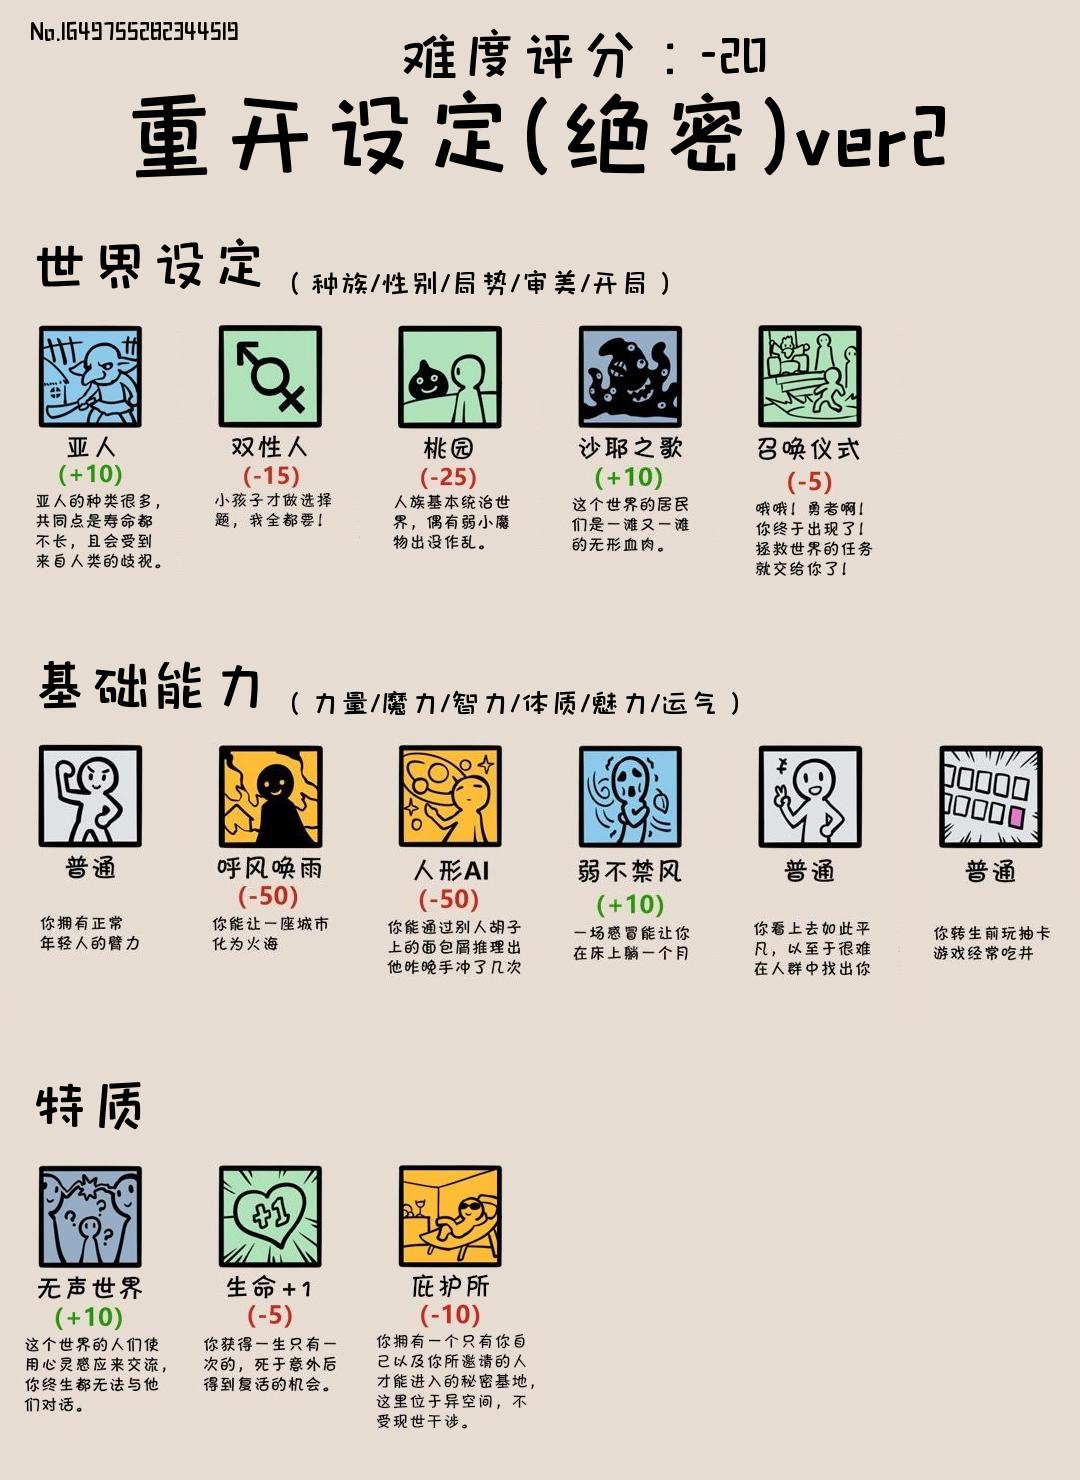 No.1649755282344519
难度评分：-20
重开设定(绝密)ver2
世界设定 (种族/性别/局势/审美/开局)
亚人
(+10)
亚人的种类很多，
共同点是寿命都
不长，且会受到
来自人类的歧视。
双性人
(-15)
小孩子才做选择
题，我全都要！
桃园
(-25)
人族基本统治世
界，偶有弱小魔
物出没作乱。
沙耶之歌
(+10)
这个世界的居民
们是一滩又一滩
的无形血肉。
召唤仪式
(-5)
哦哦！勇者啊！
你终于出现了！
拯救世界的任务
就交给你了！
基础能力 (力量/魔力/智力/体质/魅力/运气)
普通
你拥有正常
年轻人的臂力
呼风唤雨
(-50)
你能让一座城市
化为火海
人形AI
(-50)
你能通过别人胡子
上的面包屑推理出
他昨晚手冲了几次
弱不禁风
(+10)
一场感冒能让你
在床上躺一个月
普通
你看上去如此平
凡，以至于很难
在人群中找出你
普通
你转生前玩抽卡
游戏经常吃井
特质
无声世界
(+10)
这个世界的人们使
用心灵感应来交流，
你终生都无法与他
们对话。
+1
生命+1
(-5)
你获得一生只有一
次的，死于意外后
得到复活的机会。
庇护所
(-10)
你拥有一个只有你自
己以及你所邀请的人
才能进入的秘密基地，
这里位于异空间，不
受现世干涉。